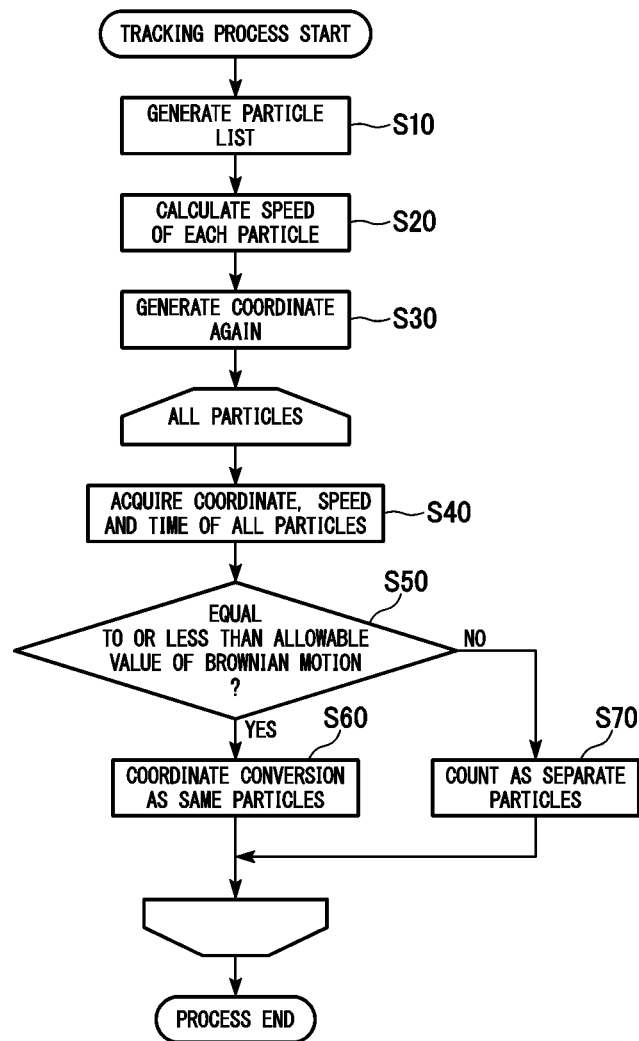 TRACKING PROCESS START
GENERATE PARTICLE
LIST
S10
CALCULATE SPEED
OF EACH PARTICLE
S20
GENERATE COORDINATE
AGAIN
S30
ALL PARTICLES
ACQUIRE COORDINATE, SPEED
AND TIME OF ALL PARTICLES
S40
S50
EQUAL
TO OR LESS THAN ALLOWABLE
VALUE OF BROWNIAN MOTION
?
NO
YES
S60
COORDINATE CONVERSION
AS SAME PARTICLES
S70
COUNT AS SEPARATE
PARTICLES
PROCESS END